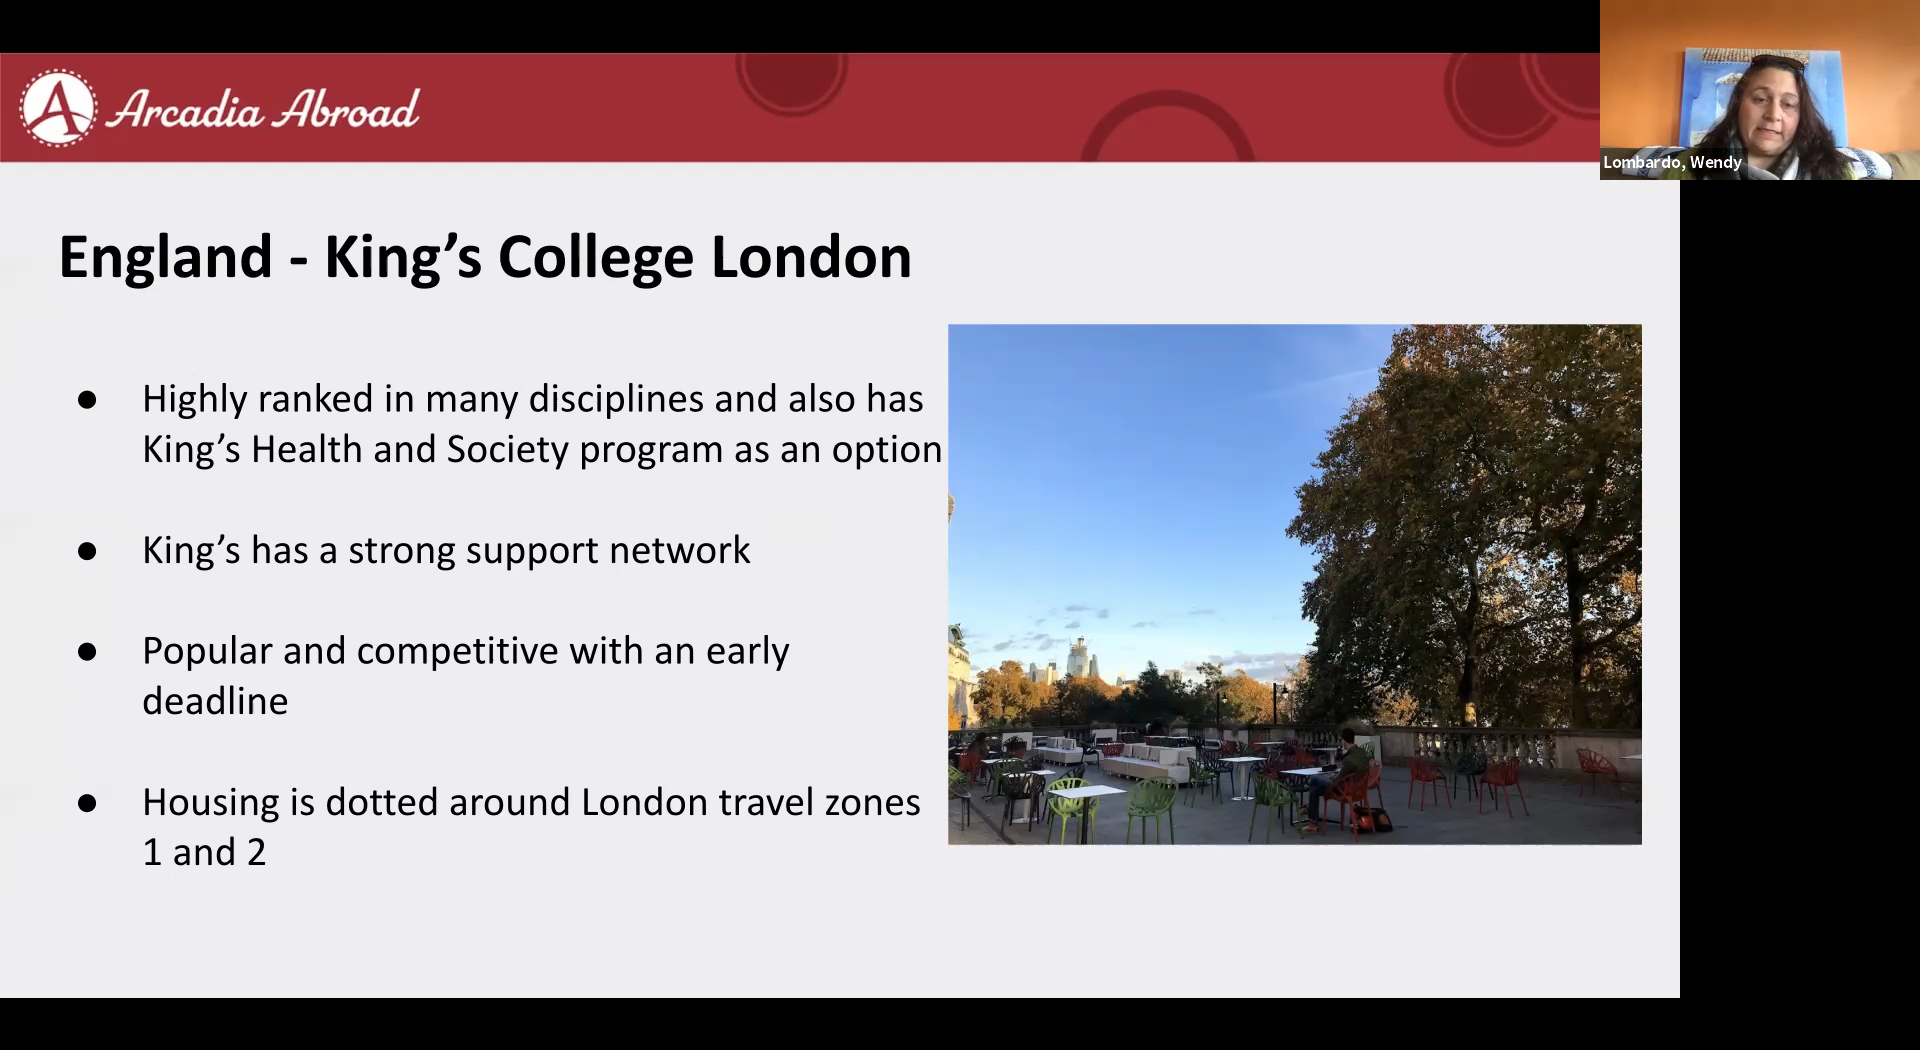 Arcadia Abroad
Lombardo, Wendy
England - King’s College London
● Highly ranked in many disciplines and also has
King’s Health and Society program as an option
● King’s has a strong support network
● Popular and competitive with an early
deadline
● Housing is dotted around London travel zones
1 and 2